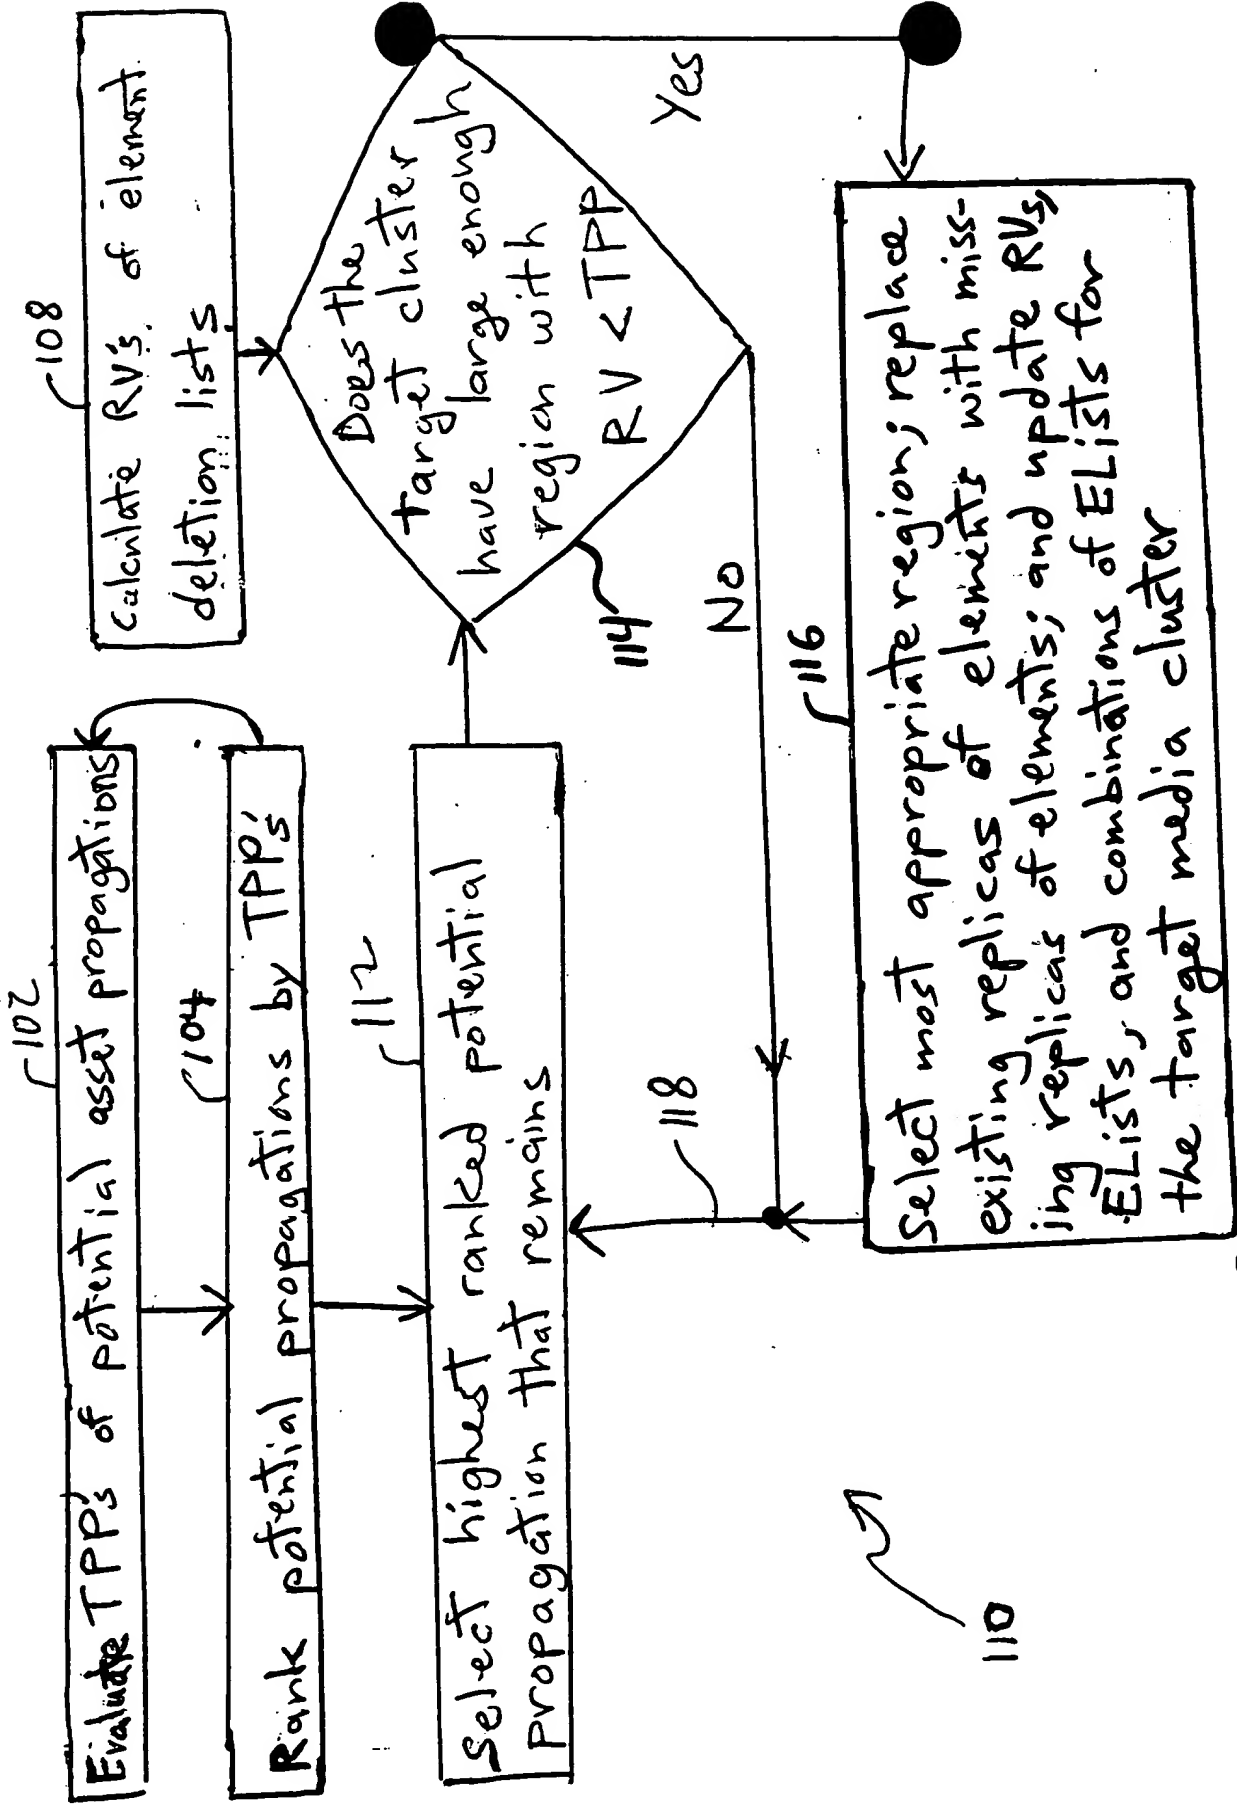 102
Evaluate TPP's of potential asset propagations
104
Rank potential propagations by TPP's
112
Select highest ranked potential
propagation that remains
108
Calculate RV's of element
deletion lists
Does the
target cluster
have large enough
region with
RV < TPP
114
Yes
No
118
116
Select most appropriate region; replace
existing replicas of elements with miss-
ing replicas of elements; and update RVs,
ELists, and combinations of ELists for
the target media cluster
110